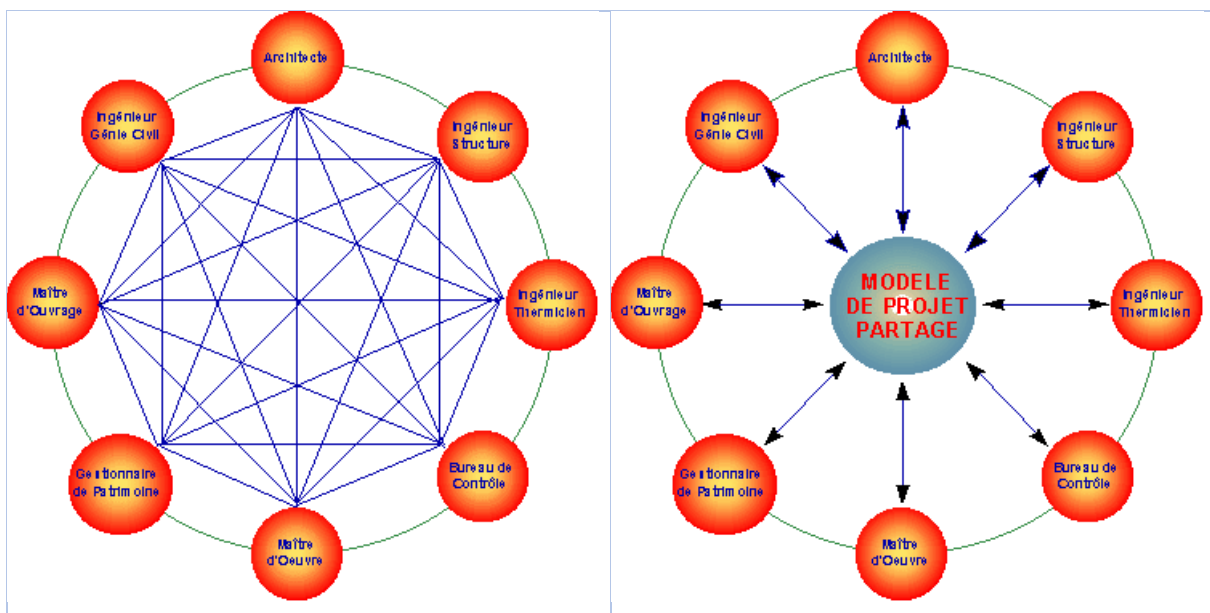 Architecte
Ingénieur
Génie Civil
Ingénieur
Structure
Maître
d'Ouvrage
Ingénieur
Thermicien
Gestionnaire
de Patrimoine
Bureau de
Contrôle
Maître
d'Oeuvre
Architecte
Ingénieur
Génie Civil
Ingénieur
Structure
MODELE
DE PROJET
PARTAGE
Maître
d'Ouvrage
Ingénieur
Thermicien
Gestionnaire
de Patrimoine
Bureau de
Contrôle
Maître
d'Oeuvre